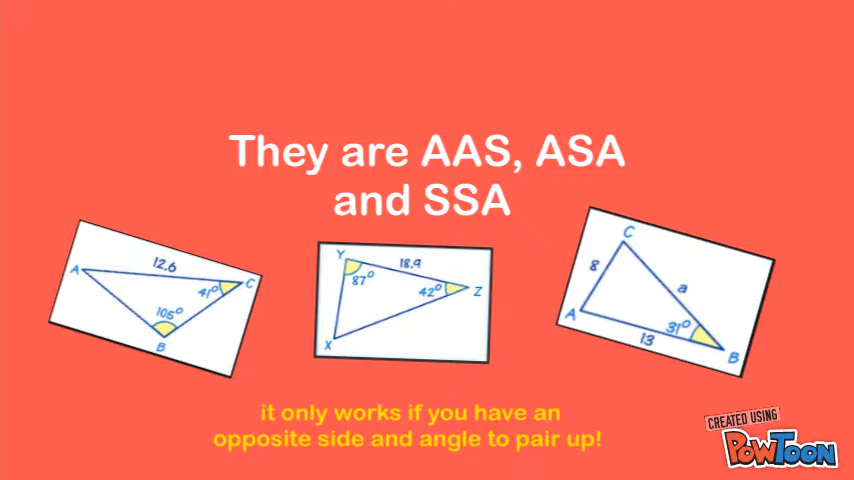 They are AAS, ASA
and SSA
A
12.6
C
41°
105°
B
Y
18.9
87°
42°
Z
X
C
8
a
A
31°
13
B
it only works if you have an
opposite side and angle to pair up!
CREATED USING
POWTOON